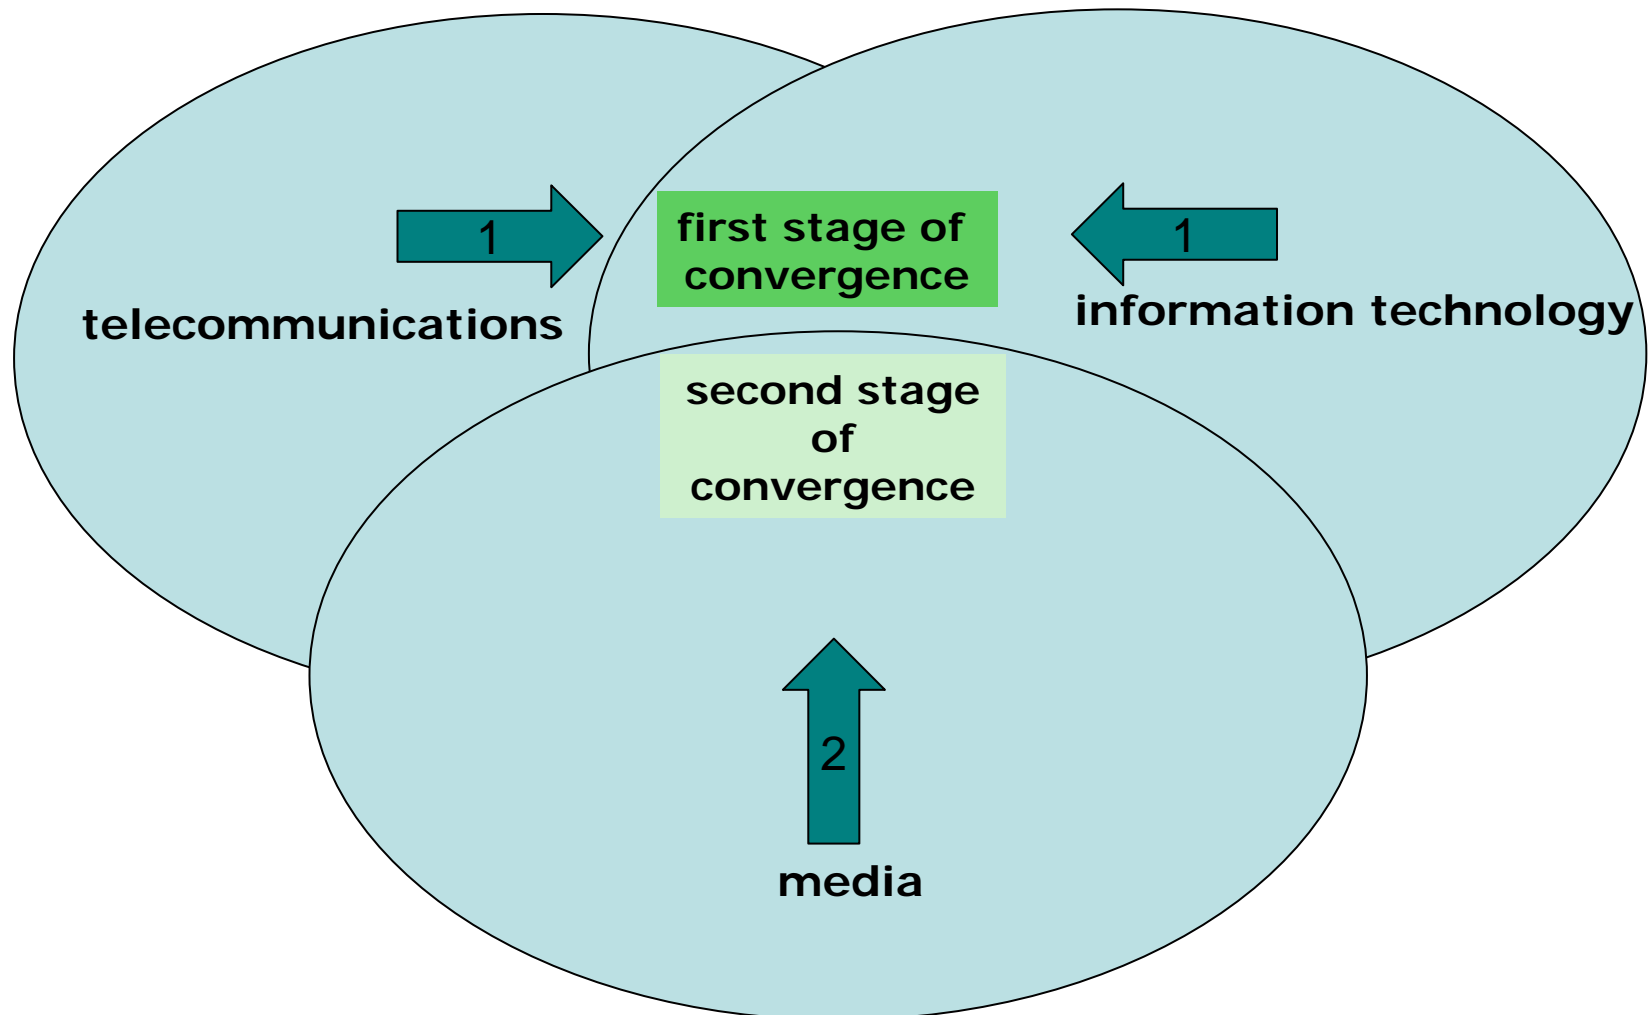 1
first stage of
convergence
1
telecommunications
information technology
second stage
of
convergence
2
media